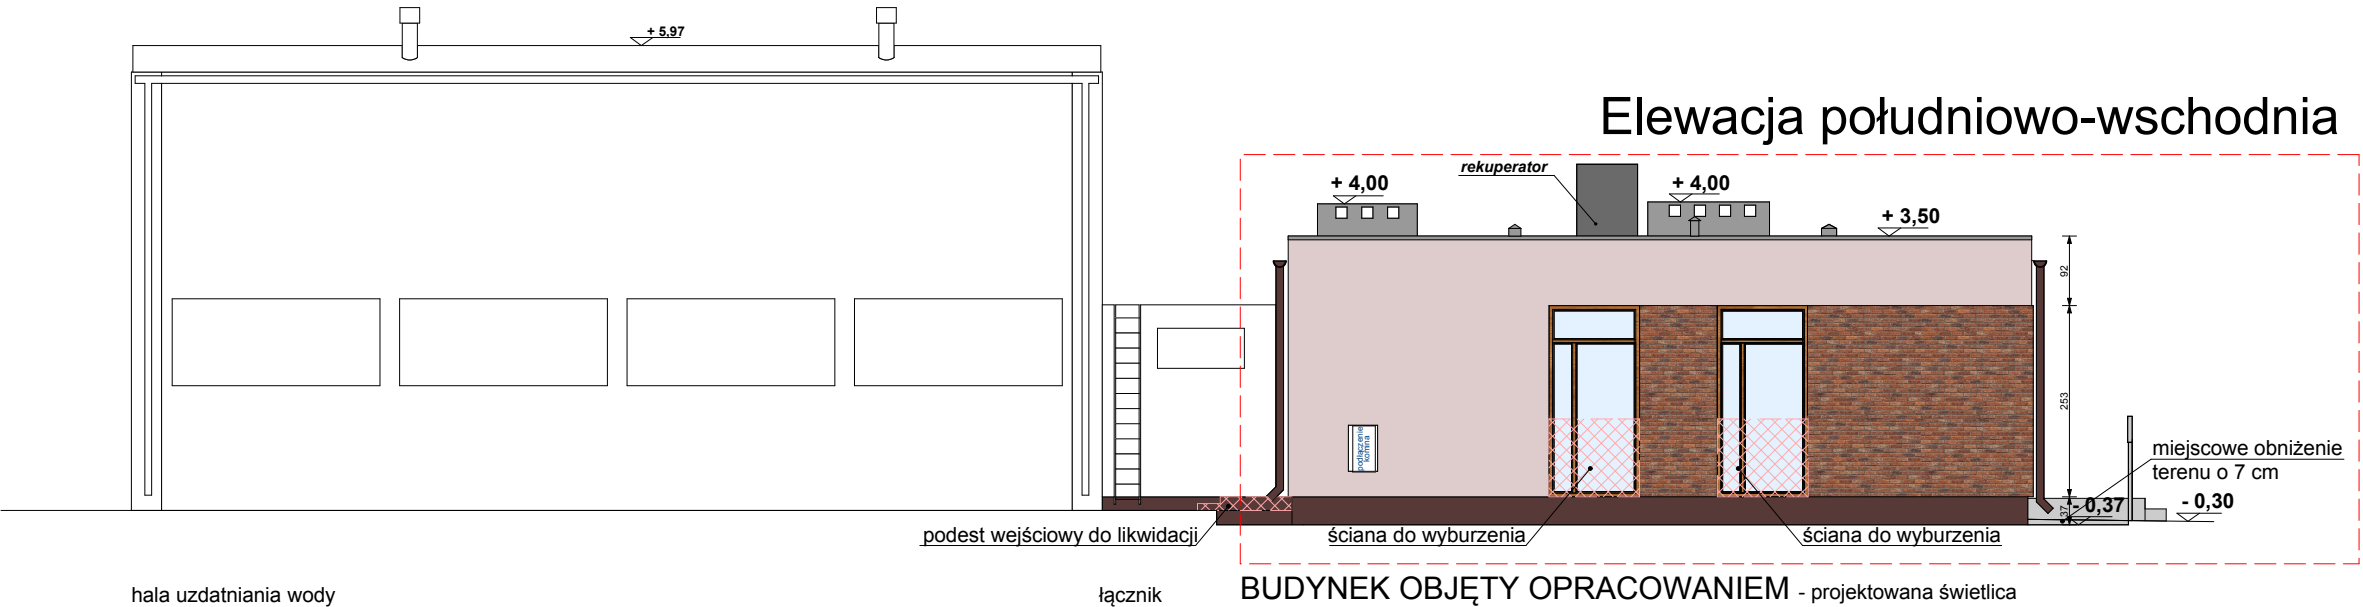 + 5,97
Elewacja południowo-wschodnia
rekuperator
+ 4,00
+ 4,00
+ 3,50
92
253
podłączenie
komina
miejscowe obniżenie
terenu o 7 cm
37
- 0,37
- 0,30
podest wejściowy do likwidacji
ściana do wyburzenia
ściana do wyburzenia
hala uzdatniania wody
łącznik
BUDYNEK OBJĘTY OPRACOWANIEM - projektowana świetlica